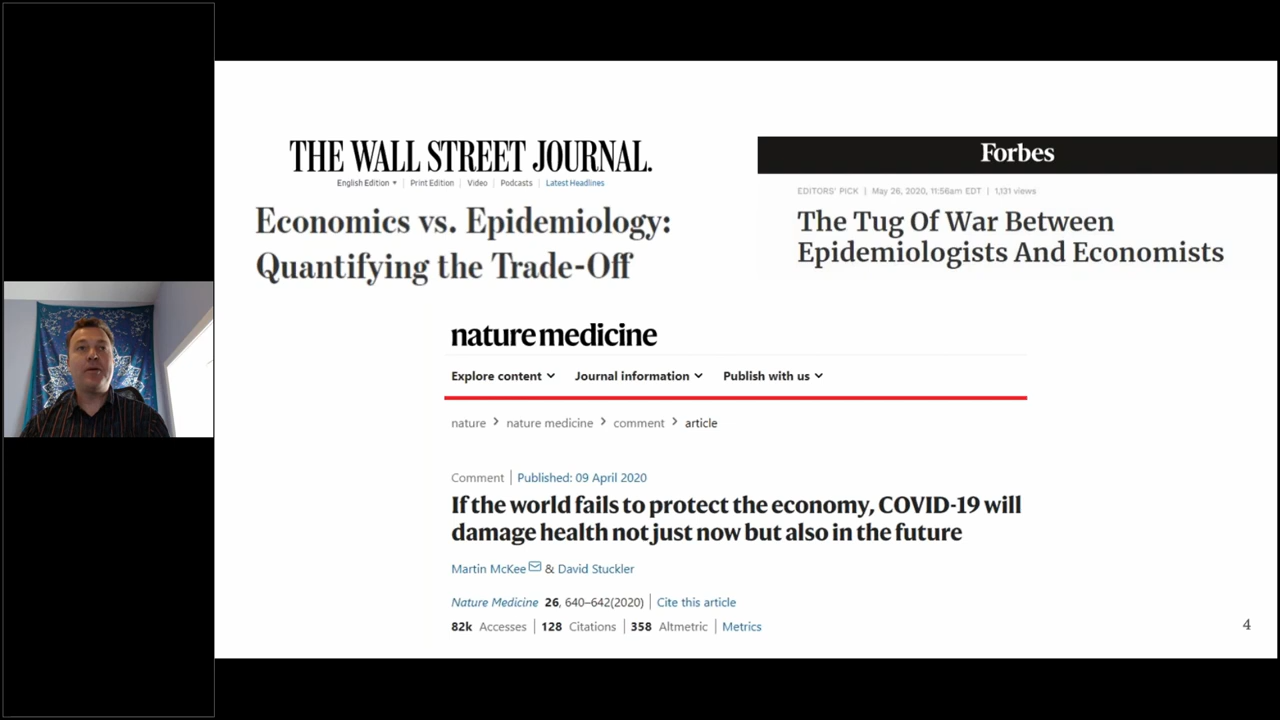 THE WALL STREET JOURNAL.
English Edition | Print Edition | Video | Podcasts | Latest Headlines
Economics vs. Epidemiology:
Quantifying the Trade-Off
Forbes
EDITORS' PICK | May 26, 2020, 11:56am EDT | 1,131 views
The Tug Of War Between
Epidemiologists And Economists
nature medicine
Explore content Journal information Publish with us
nature > nature medicine > comment > article
Comment | Published: 09 April 2020
If the world fails to protect the economy, COVID-19 will
damage health not just now but also in the future
Martin McKee & David Stuckler
Nature Medicine 26, 640–642(2020) | Cite this article
82k Accesses | 128 Citations | 358 Altmetric | Metrics
4